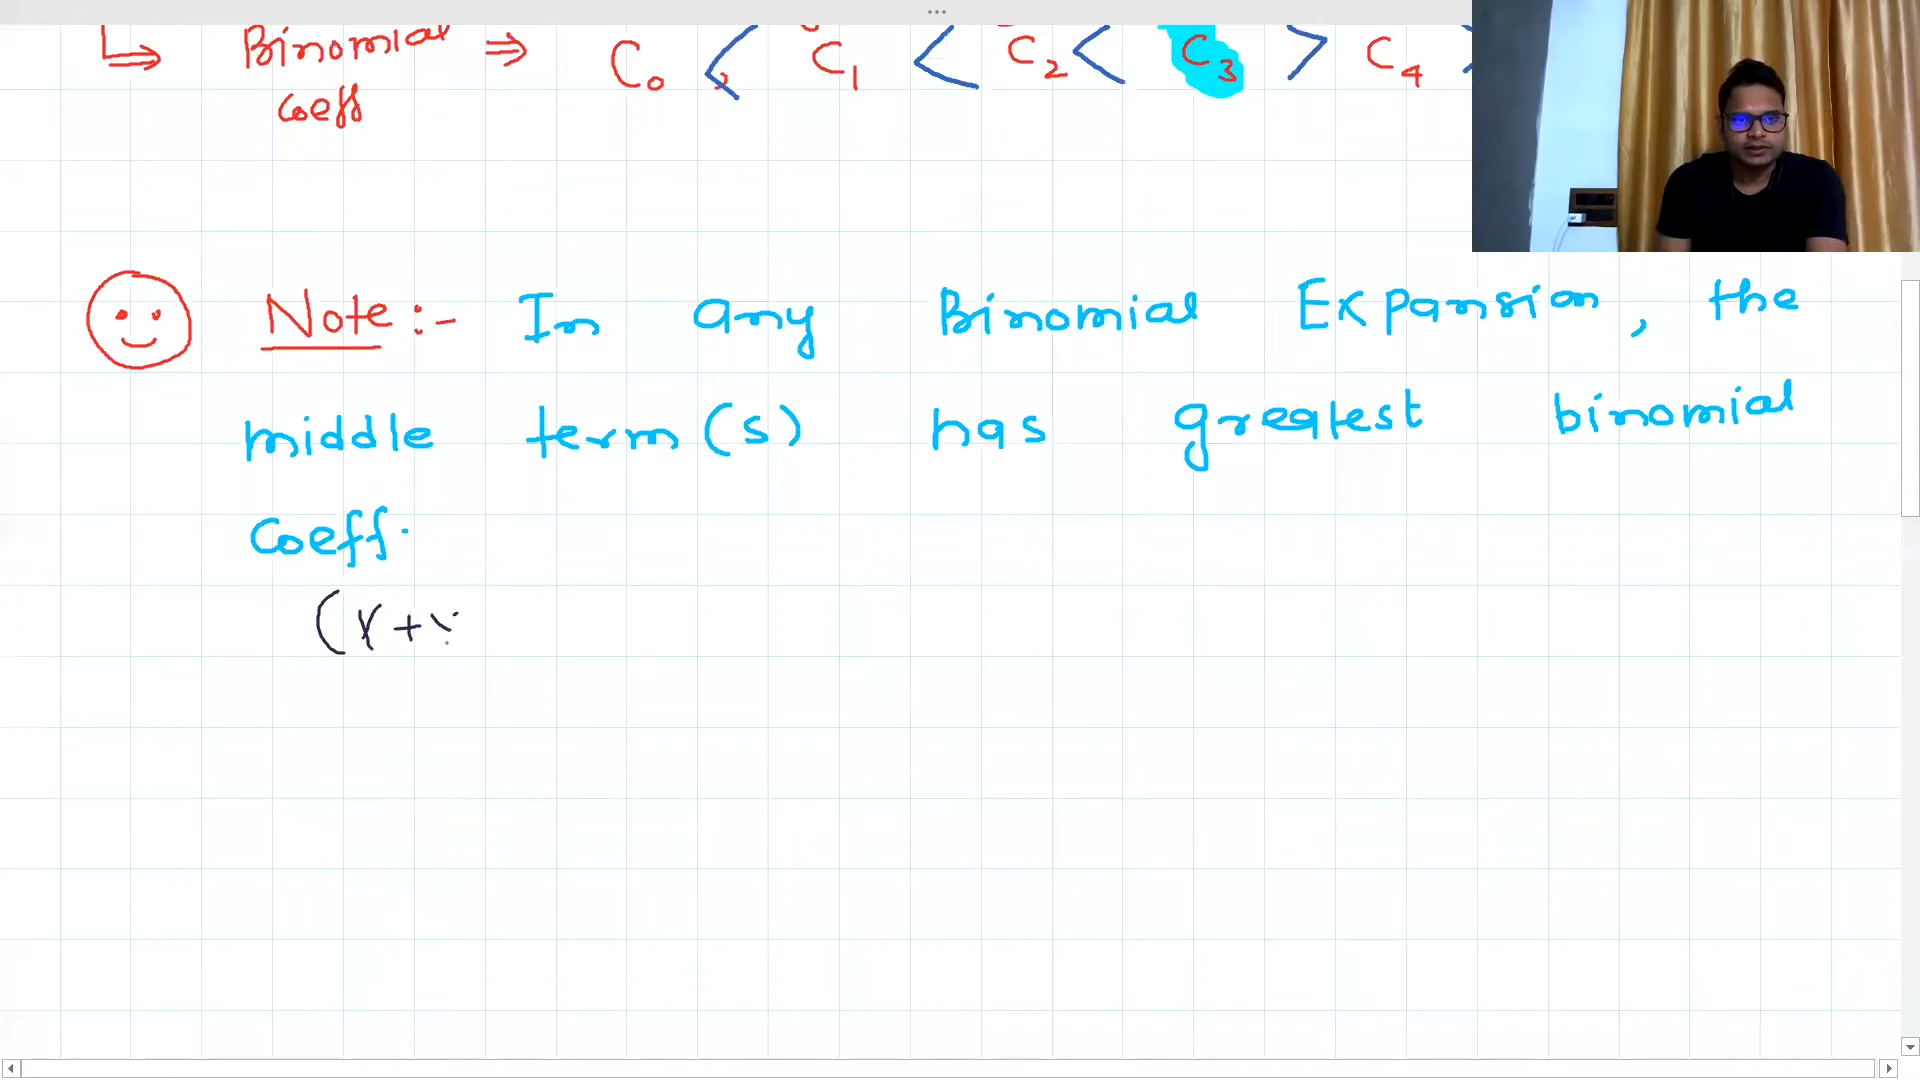 Binomial ⇒ C₀ < C₁ < C₂ < C₃ > C₄ >
Coeff
Note :- In any Binomial Expansion, the
middle term(s) has greatest binomial
Coeff.
(x+